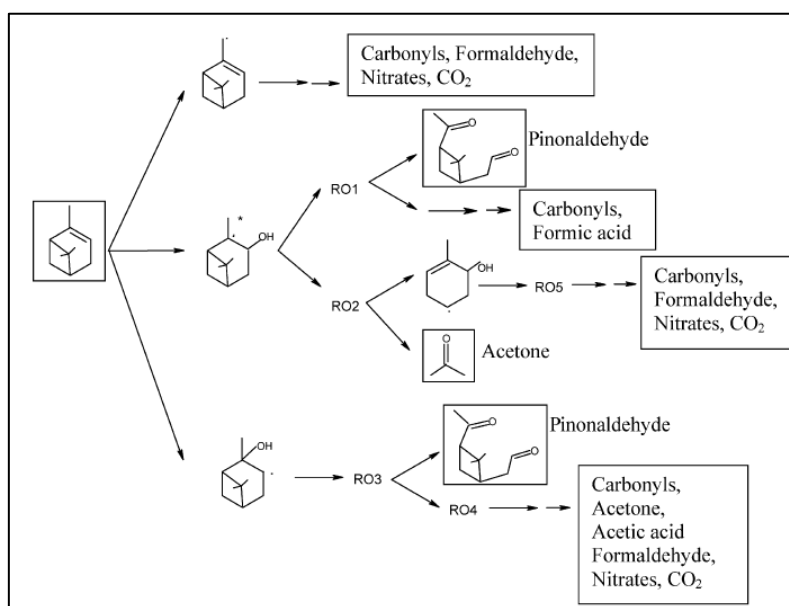 Carbonyls, Formaldehyde,
Nitrates, CO₂
O
Pinonaldehyde
O
RO1
* OH
Carbonyls,
Formic acid
OH
RO2
RO5
Carbonyls,
Formaldehyde,
Nitrates, CO₂
O
Acetone
O
Pinonaldehyde
O
OH
RO3
RO4
Carbonyls,
Acetone,
Acetic acid
Formaldehyde,
Nitrates, CO₂